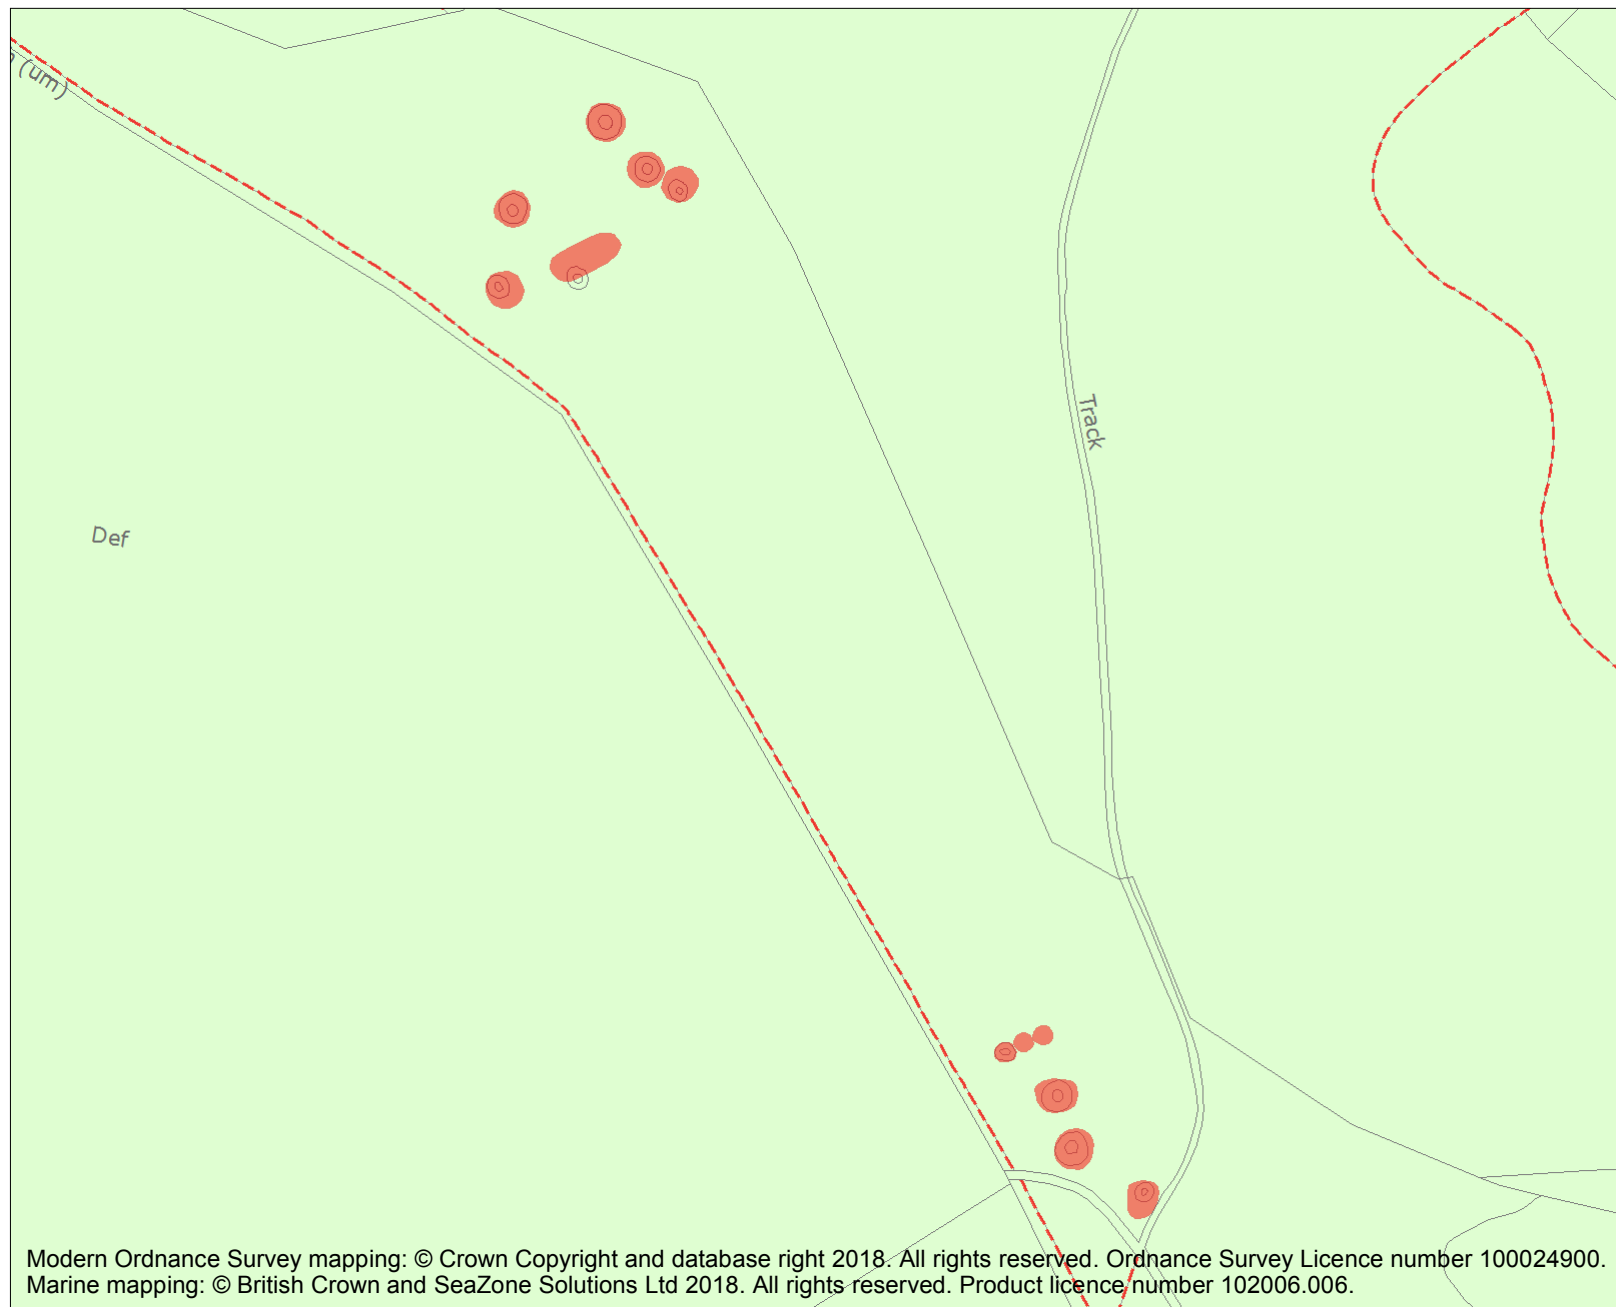 (um)
Track
Def
Modern Ordnance Survey mapping: © Crown Copyright and database right 2018. All rights reserved. Ordnance Survey Licence number 100024900.
Marine mapping: © British Crown and SeaZone Solutions Ltd 2018. All rights reserved. Product licence number 102006.006.